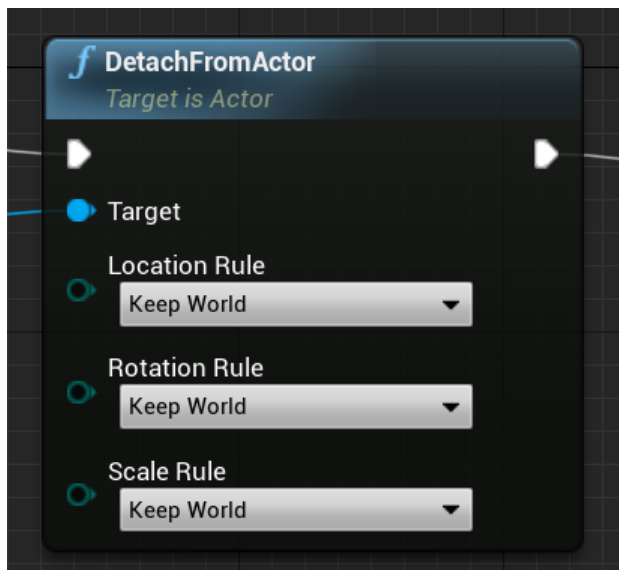 DetachFromActor
Target is Actor
Target
Location Rule
Keep World
Rotation Rule
Keep World
Scale Rule
Keep World